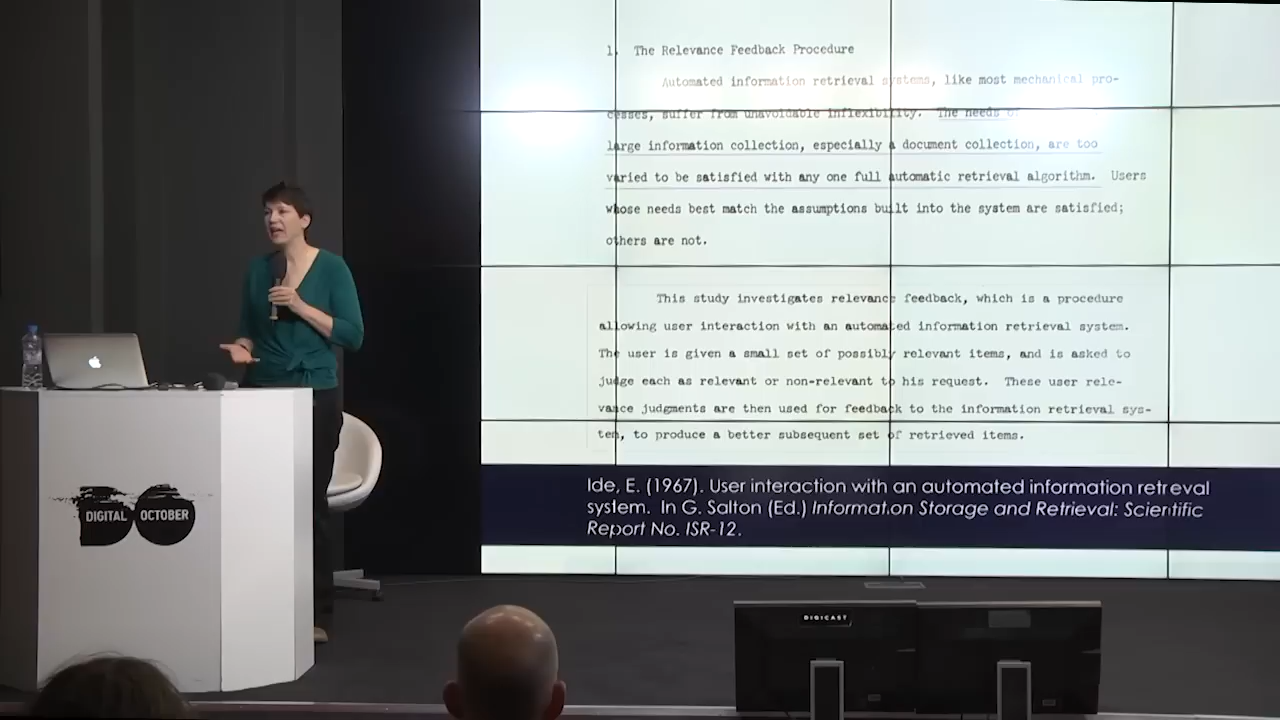 1. The Relevance Feedback Procedure
Automated information retrieval systems, like most mechanical pro-
cesses, suffer from unavoidable inflexibility. The needs
large information collection, especially a document collection, are too
varied to be satisfied with any one full automatic retrieval algorithm. Users
whose needs best match the assumptions built into the system are satisfied;
others are not.
This study investigates relevance feedback, which is a procedure
allowing user interaction with an automated information retrieval system.
The user is given a small set of possibly relevant items, and is asked to
judge each as relevant or non-relevant to his request. These user rele-
vance judgments are then used for feedback to the information retrieval sys-
tem, to produce a better subsequent set of retrieved items.
Ide, E. (1967). User interaction with an automated information retrieval
system. In G. Salton (Ed.) Information Storage and Retrieval: Scientific
Report No. ISR-12.
DIGITAL OCTOBER
DIGICAST